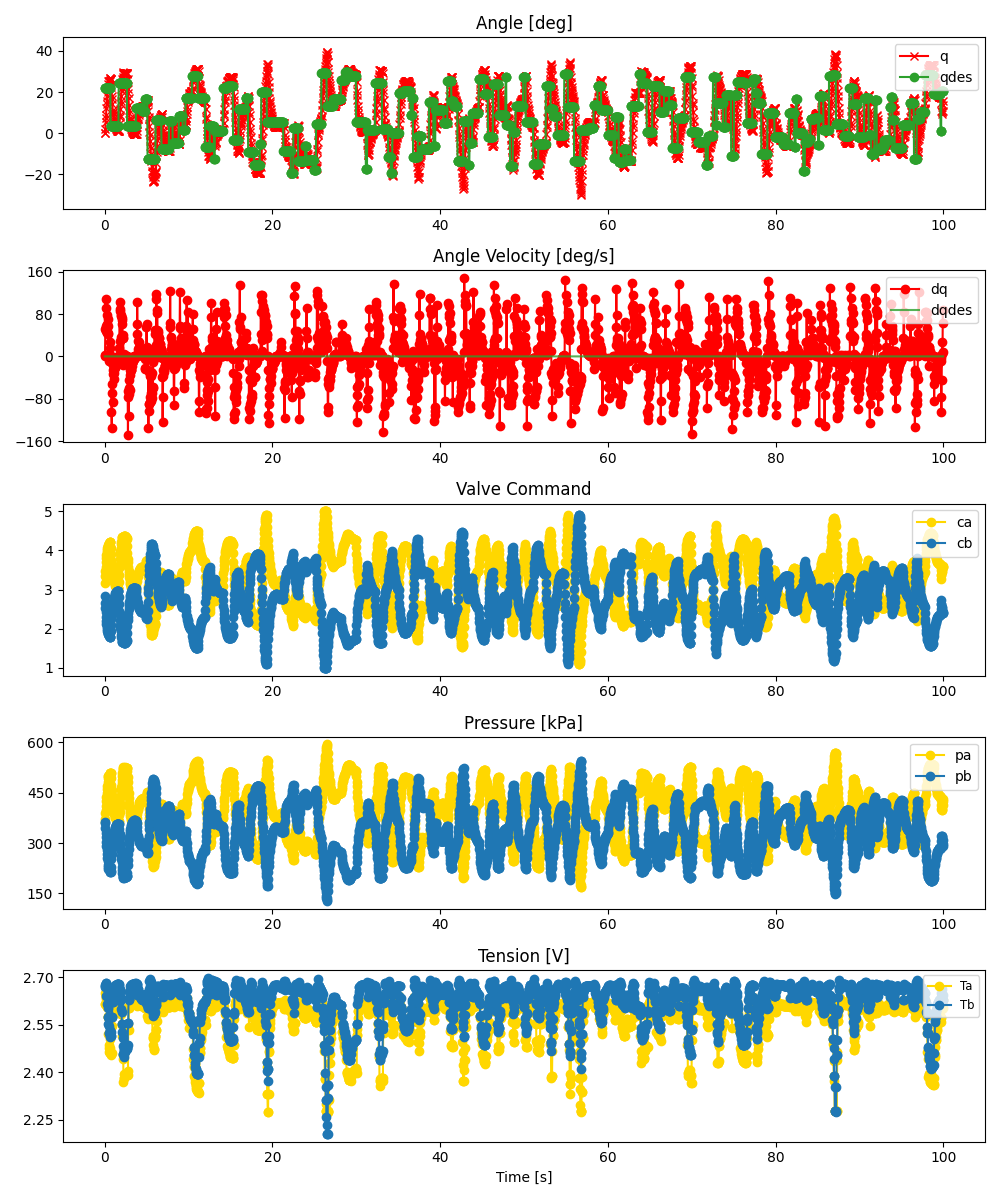 Angle [deg]
40
20
0
−20
q
qdes
0 20 40 60 80 100
Angle Velocity [deg/s]
160
80
0
−80
−160
dq
dqdes
0 20 40 60 80 100
Valve Command
5
4
3
2
1
ca
cb
0 20 40 60 80 100
Pressure [kPa]
600
450
300
150
pa
pb
0 20 40 60 80 100
Tension [V]
2.70
2.55
2.40
2.25
Ta
Tb
0 20 40 60 80 100
Time [s]